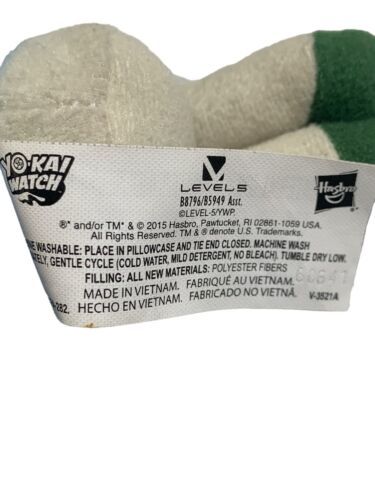 YO-KAI
WATCH
LEVEL5
Hasbro
B8796/B5949 Asst.
©LEVEL-5/YWP.
®* and/or TM* & © 2015 Hasbro, Pawtucket, RI 02861-1059 USA.
All Rights Reserved. TM & ® denote U.S. Trademarks.
WASHABLE: PLACE IN PILLOWCASE AND TIE END CLOSED. MACHINE WASH
GENTLE CYCLE (COLD WATER, MILD DETERGENT, NO BLEACH). TUMBLE DRY LOW.
FILLING: ALL NEW MATERIALS: POLYESTER FIBERS
MADE IN VIETNAM. FABRIQUÉ AU VIETNAM.
282. HECHO EN VIETNAM. FABRICADO NO VIETNÃ. V-3521A